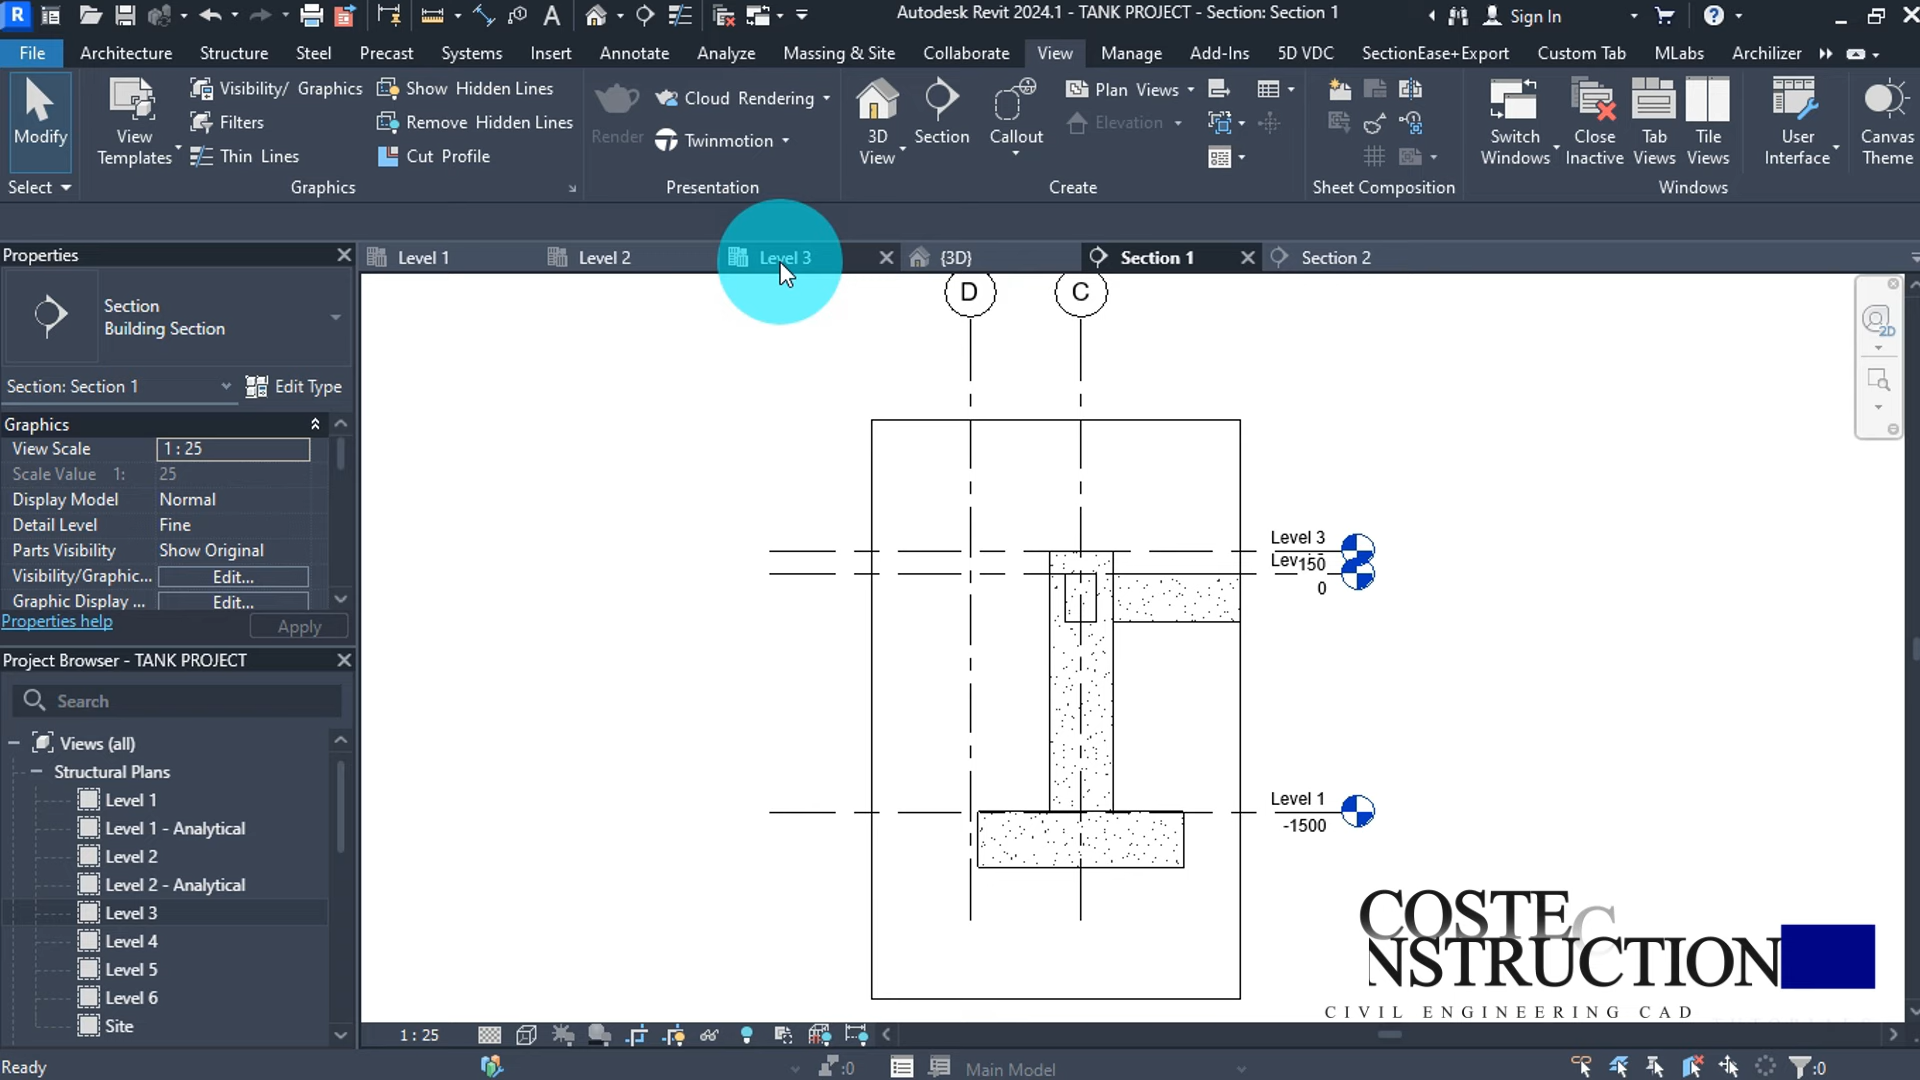 Autodesk Revit 2024.1 - TANK PROJECT - Section: Section 1
Sign In
File Architecture Structure Steel Precast Systems Insert Annotate Analyze Massing & Site Collaborate View Manage Add-Ins 5D VDC SectionEase+Export Custom Tab MLabs Archilizer
Modify
View Templates
Visibility/ Graphics
Filters
Thin Lines
Show Hidden Lines
Remove Hidden Lines
Cut Profile
Render
Cloud Rendering
Twinmotion
3D View
Section
Callout
Plan Views
Elevation
Switch Windows
Close Inactive
Tab Views
Tile Views
User Interface
Canvas Theme
Select Graphics Presentation Create Sheet Composition Windows
Properties
Level 1 Level 2 Level 3 {3D} Section 1 Section 2
Section
Building Section
Section: Section 1 Edit Type
Graphics
View Scale 1 : 25
Scale Value 1: 25
Display Model Normal
Detail Level Fine
Parts Visibility Show Original
Visibility/Graphic... Edit...
Graphic Display ... Edit...
Properties help Apply
Project Browser - TANK PROJECT
Search
Views (all)
Structural Plans
Level 1
Level 1 - Analytical
Level 2
Level 2 - Analytical
Level 3
Level 4
Level 5
Level 6
Site
D C
Level 3
Lev150
0
Level 1
-1500
COSTEC
NSTRUCTION
CIVIL ENGINEERING CAD
1 : 25
Ready
:0
Main Model
:0